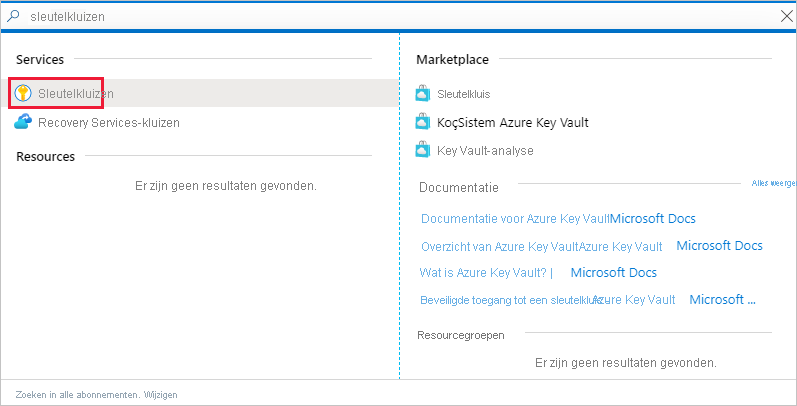 sleutelkluizen
Services
Sleutelkluizen
Recovery Services-kluizen
Resources
Er zijn geen resultaten gevonden.
Marketplace
Sleutelkluis
KoçSistem Azure Key Vault
Key Vault-analyse
Documentatie
Alles weerge
Documentatie voor Azure Key Vault Microsoft Docs
Overzicht van Azure Key VaultAzure Key Vault Microsoft Docs
Wat is Azure Key Vault? | Microsoft Docs
Beveiligde toegang tot een sleutelkluis Azure Key Vault Microsoft ...
Resourcegroepen
Er zijn geen resultaten gevonden.
Zoeken in alle abonnementen. Wijzigen